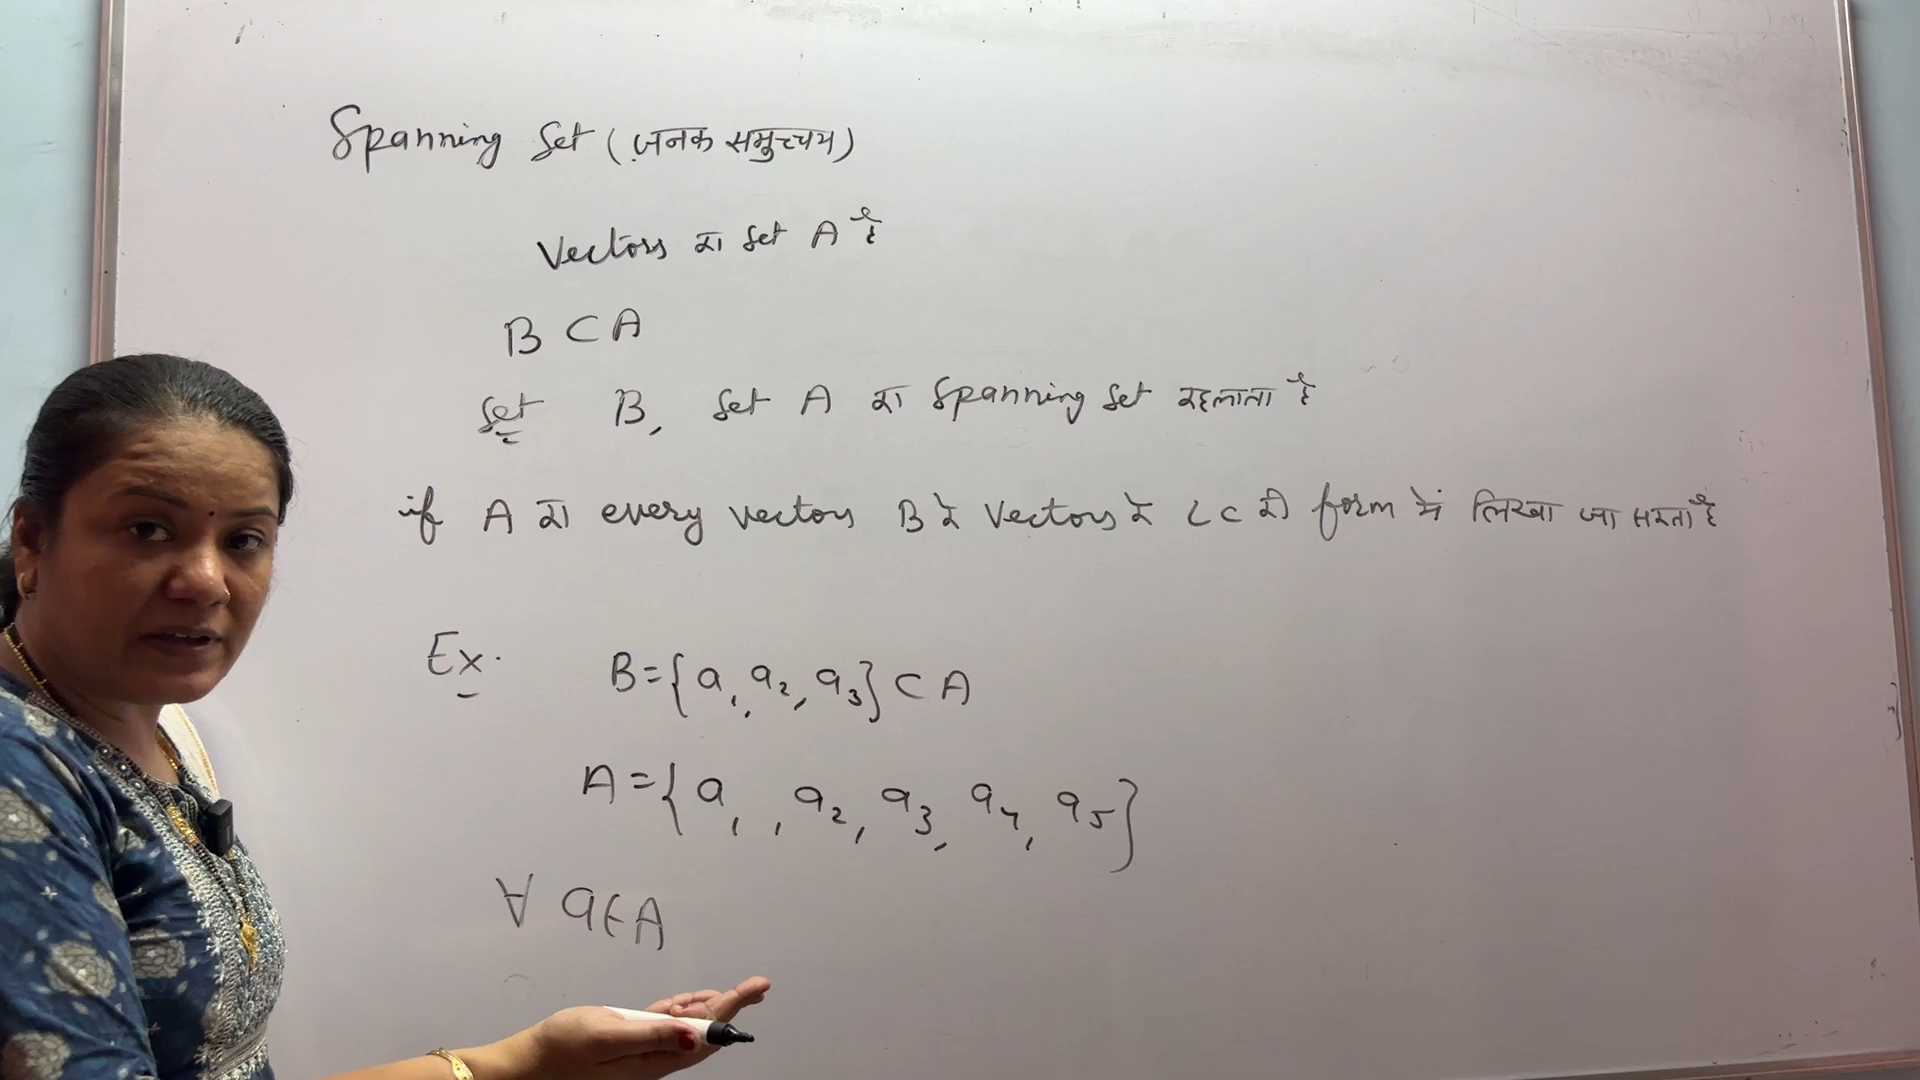 Spanning Set (जनक समुच्चय)
Vectors का set A है
B ⊂ A
Set B, Set A का Spanning Set कहलाता है
if A का every vectors B के Vectors के LC की form में लिखा जा सकता है
Ex. B={a₁, a₂, a₃} ⊂ A
A={a₁, a₂, a₃, a₄, a₅}
∀ a∈A